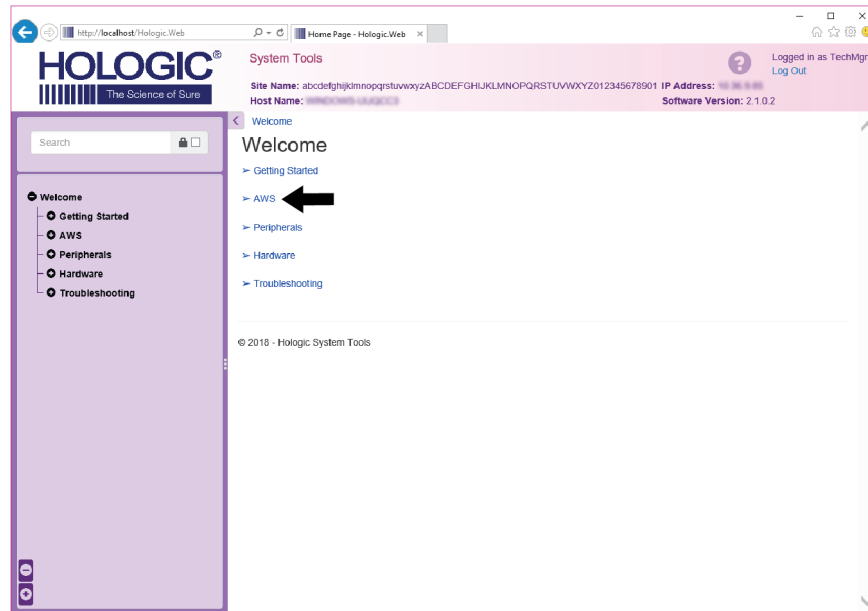 http://localhost/Hologic.Web
Home Page - Hologic.Web
HOLOGIC®
The Science of Sure
System Tools
Site Name: abcdefghijklmnopqrstuvwxyzABCDEFGHIJKLMNOPQRSTUVWXYZ012345678901 IP Address:
Host Name:
Software Version: 2.1.0.2
Logged in as TechMgr
Log Out
Search
Welcome
Getting Started
AWS
Peripherals
Hardware
Troubleshooting
Welcome
Welcome
Getting Started
AWS
Peripherals
Hardware
Troubleshooting
© 2018 - Hologic System Tools